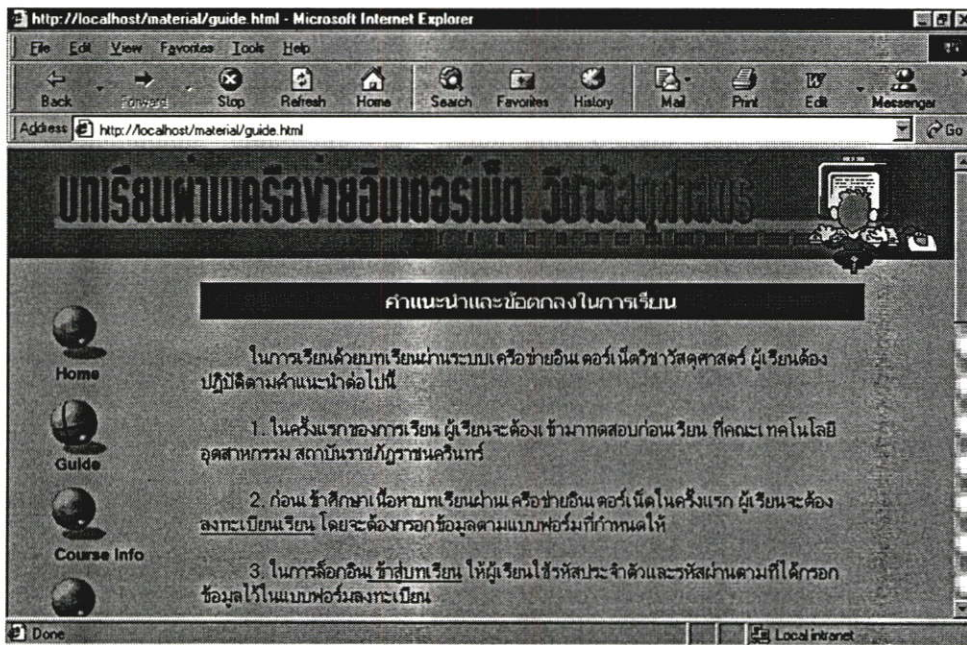 http://localhost/material/guide.html - Microsoft Internet Explorer
File Edit View Favorites Tools Help
Back Forward Stop Refresh Home Search Favorites History Mail Print Edit Messenger
Address http://localhost/material/guide.html Go
บทเรียนผ่านเครือข่ายอินเตอร์เน็ต
คำแนะนำและข้อตกลงในการเรียน
ในการเรียนด้วยบทเรียนผ่านระบบเครือข่ายอินเตอร์เน็ตวิชาวัสดุศาสตร์ ผู้เรียนต้อง
ปฏิบัติตามคำแนะนำต่อไปนี้
1. ในครั้งแรกของการเรียน ผู้เรียนจะต้องเข้ามาทดสอบก่อนเรียน ที่คณะเทคโนโลยี
อุตสาหกรรม สถาบันราชภัฏราชนครินทร์
2. ก่อนเข้าศึกษาเนื้อหาบทเรียนผ่านเครือข่ายอินเตอร์เน็ตในครั้งแรก ผู้เรียนจะต้อง
ลงทะเบียนเรียน โดยจะต้องกรอกข้อมูลตามแบบฟอร์มที่กำหนดให้
3. ในการล็อกอินเข้าสู่บทเรียน ให้ผู้เรียนใช้รหัสประจำตัวและรหัสผ่านตามที่ได้กรอก
ข้อมูลไว้ในแบบฟอร์มลงทะเบียน
Home
Guide
Course Info
Done Local intranet